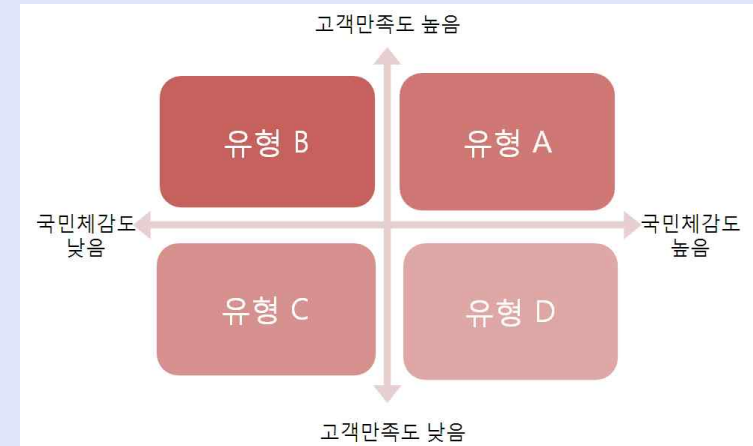 고객만족도 높음
유형 B
유형 A
국민체감도
낮음
국민체감도
높음
유형 C
유형 D
고객만족도 낮음